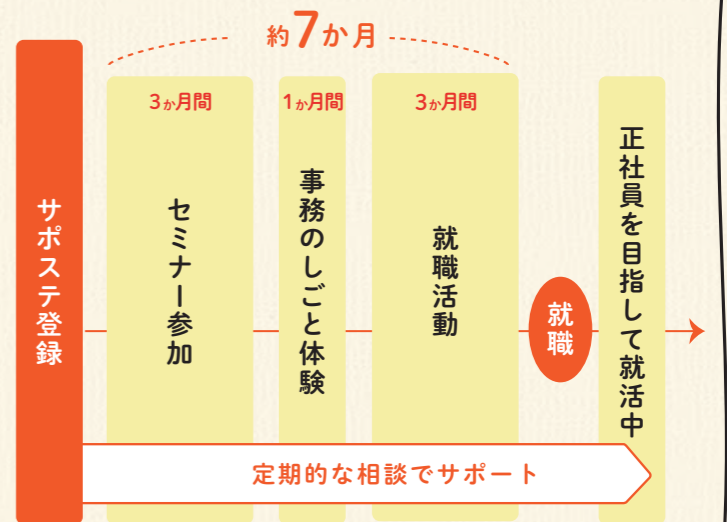 約7か月
サポステ登録
3か月間
セミナー参加
1か月間
事務のしごと体験
3か月間
就職活動
就職
正社員を目指して就活中
定期的な相談でサポート